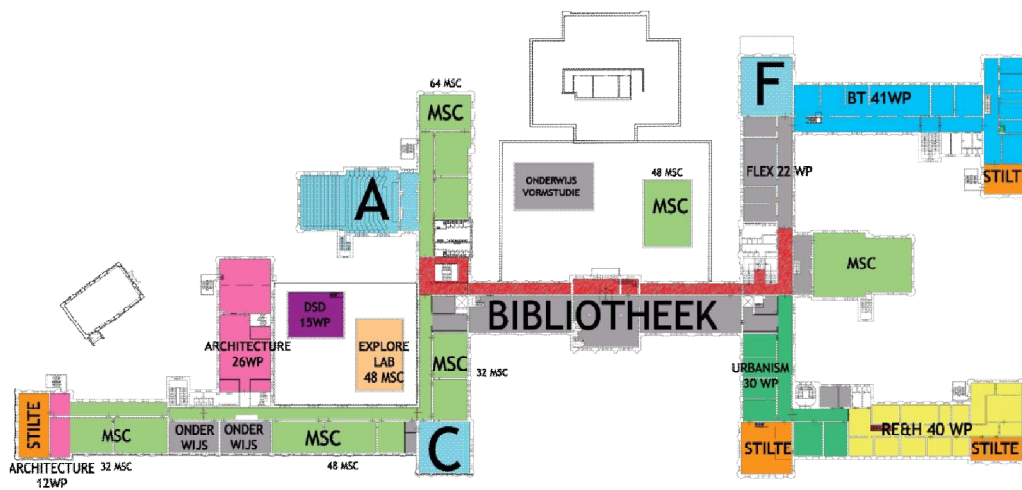 64 MSC
MSC
F
BT 41WP
STILT
FLEX 22 WP
ONDERWIJS
VORMSTUDIE
48 MSC
MSC
A
MSC
BIBLIOTHEEK
DSD
15WP
ARCHITECTURE
26WP
EXPLORE
LAB
48 MSC
MSC
32 MSC
URBANISM
30 WP
STILTE
MSC
ONDER
WIJS
ONDER
WIJS
MSC
C
STILTE
RE&H 40 WP
STILTE
ARCHITECTURE
12WP
32 MSC
48 MSC